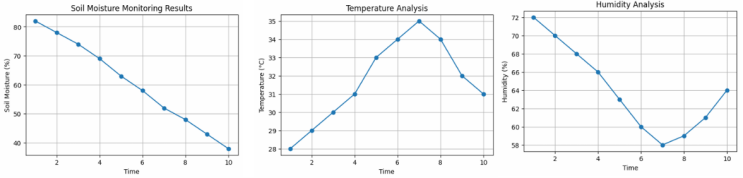 Soil Moisture Monitoring Results
Soil Moisture (%)
80
70
60
50
40
2 4 6 8 10
Time
Temperature Analysis
Temperature (°C)
35
34
33
32
31
30
29
28
2 4 6 8 10
Time
Humidity Analysis
Humidity (%)
72
70
68
66
64
62
60
58
2 4 6 8 10
Time